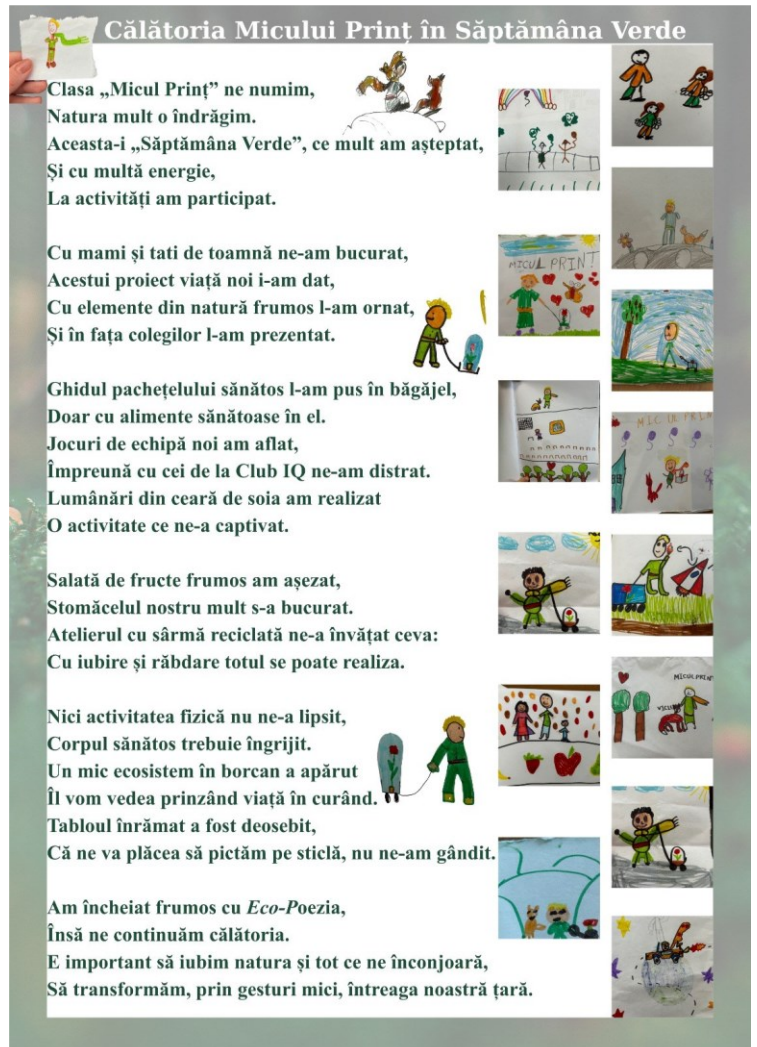 Călătoria Micului Prinț în Săptămâna Verde
Clasa „Micul Prinț” ne numim,
Natura mult o îndrăgim.
Aceasta-i „Săptămâna Verde”, ce mult am așteptat,
Și cu multă energie,
La activități am participat.
Cu mami și tati de toamnă ne-am bucurat,
Acestui proiect viață noi i-am dat,
Cu elemente din natură frumos l-am ornat,
Și în fața colegilor l-am prezentat.
Ghidul pachețelului sănătos l-am pus în băgăjel,
Doar cu alimente sănătoase în el.
Jocuri de echipă noi am aflat,
Împreună cu cei de la Club IQ ne-am distrat.
Lumânări din ceară de soia am realizat
O activitate ce ne-a captivat.
Salată de fructe frumos am așezat,
Stomăcelul nostru mult s-a bucurat.
Atelierul cu sârmă reciclată ne-a învățat ceva:
Cu iubire și răbdare totul se poate realiza.
Nici activitatea fizică nu ne-a lipsit,
Corpul sănătos trebuie îngrijit.
Un mic ecosistem în borcan a apărut
Îl vom vedea prinzând viață în curând.
Tabloul înrămat a fost deosebit,
Că ne va plăcea să pictăm pe sticlă, nu ne-am gândit.
Am încheiat frumos cu Eco-Poezia,
Însă ne continuăm călătoria.
E important să iubim natura și tot ce ne înconjoară,
Să transformăm, prin gesturi mici, întreaga noastră țară.
MICUL PRINȚ
MICUL PRIN
MICUL PRINȚ